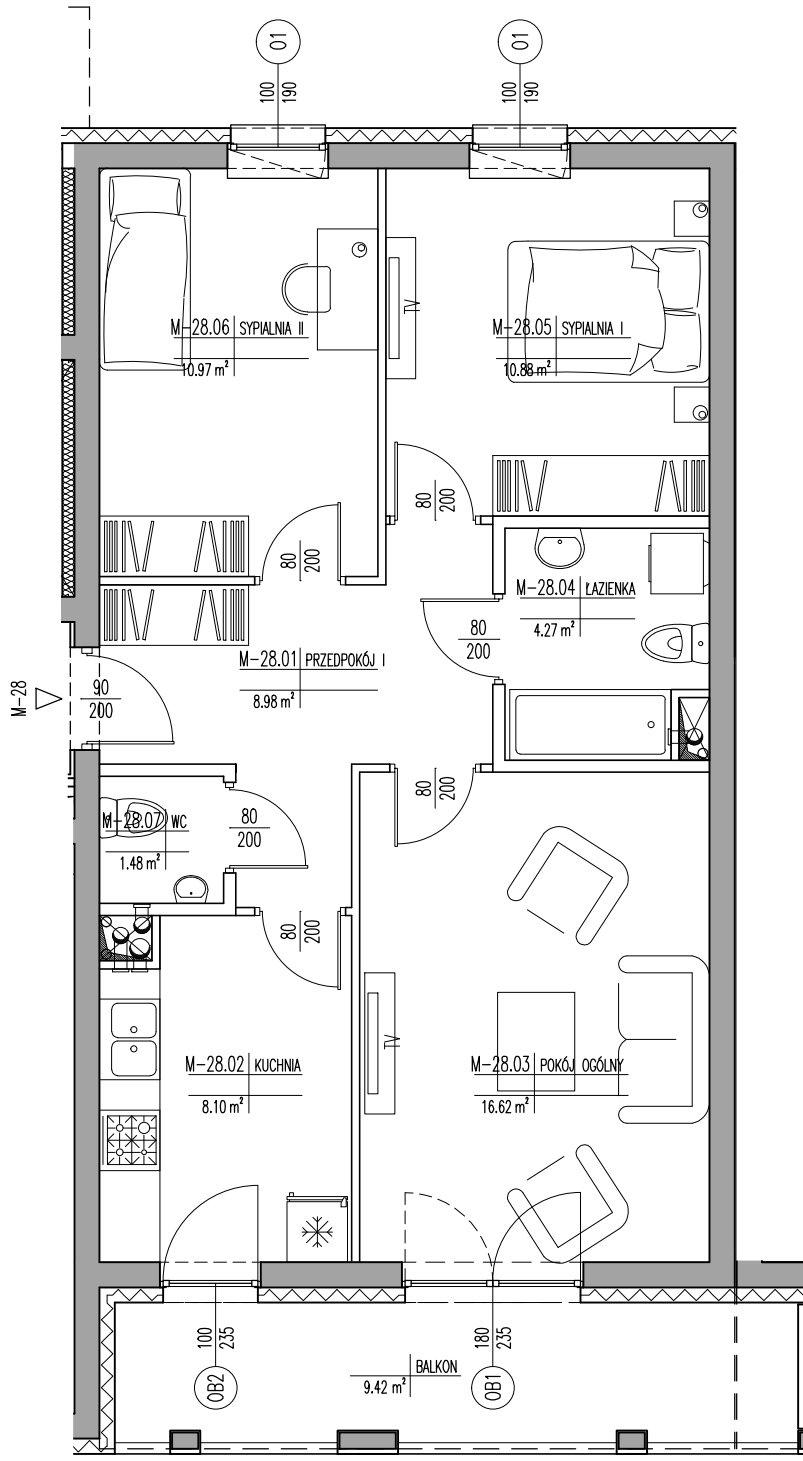 01
01
100
190
100
190
M-28.06 SYPIALNIA II
10.97 m²
TV
M-28.05 SYPIALNIA I
10.88 m²
80
200
80
200
M-28.04 ŁAZIENKA
4.27 m²
80
200
M-28.01 PRZEDPOKÓJ I
8.98 m²
M-28
90
200
80
200
M-28.07 WC
1.48 m²
80
200
80
200
TV
M-28.02 KUCHNIA
8.10 m²
M-28.03 POKÓJ OGÓLNY
16.62 m²
100
235
180
235
BALKON
9.42 m²
OB2
OB1